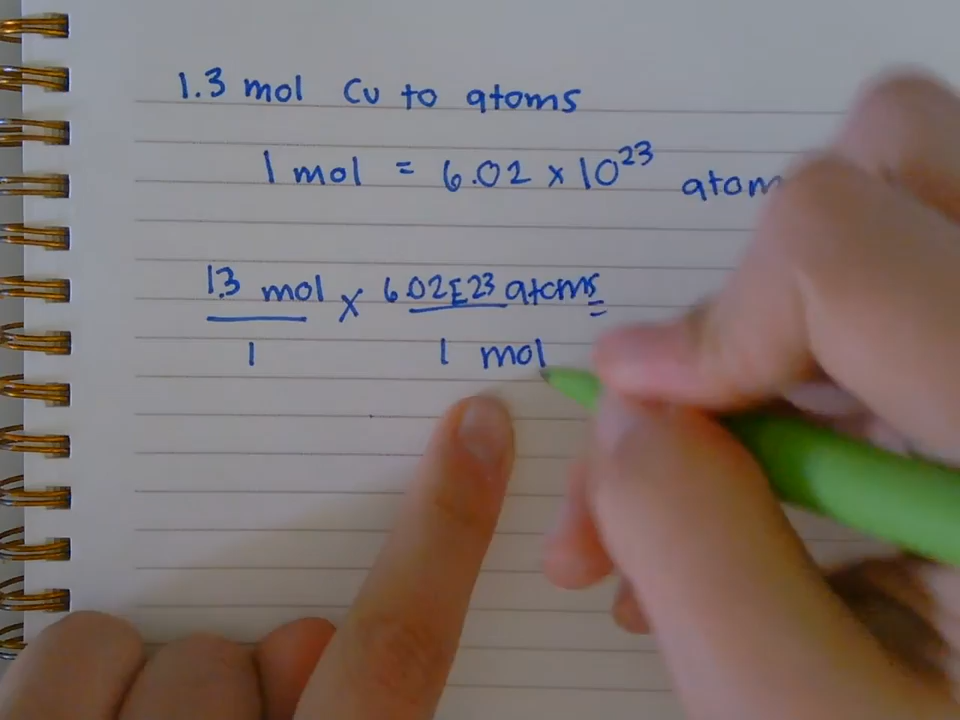 1.3 mol Cu to atoms
1 mol = 6.02 x 10^23 atom
1.3 mol x 6.02E23 atoms
1 1 mol